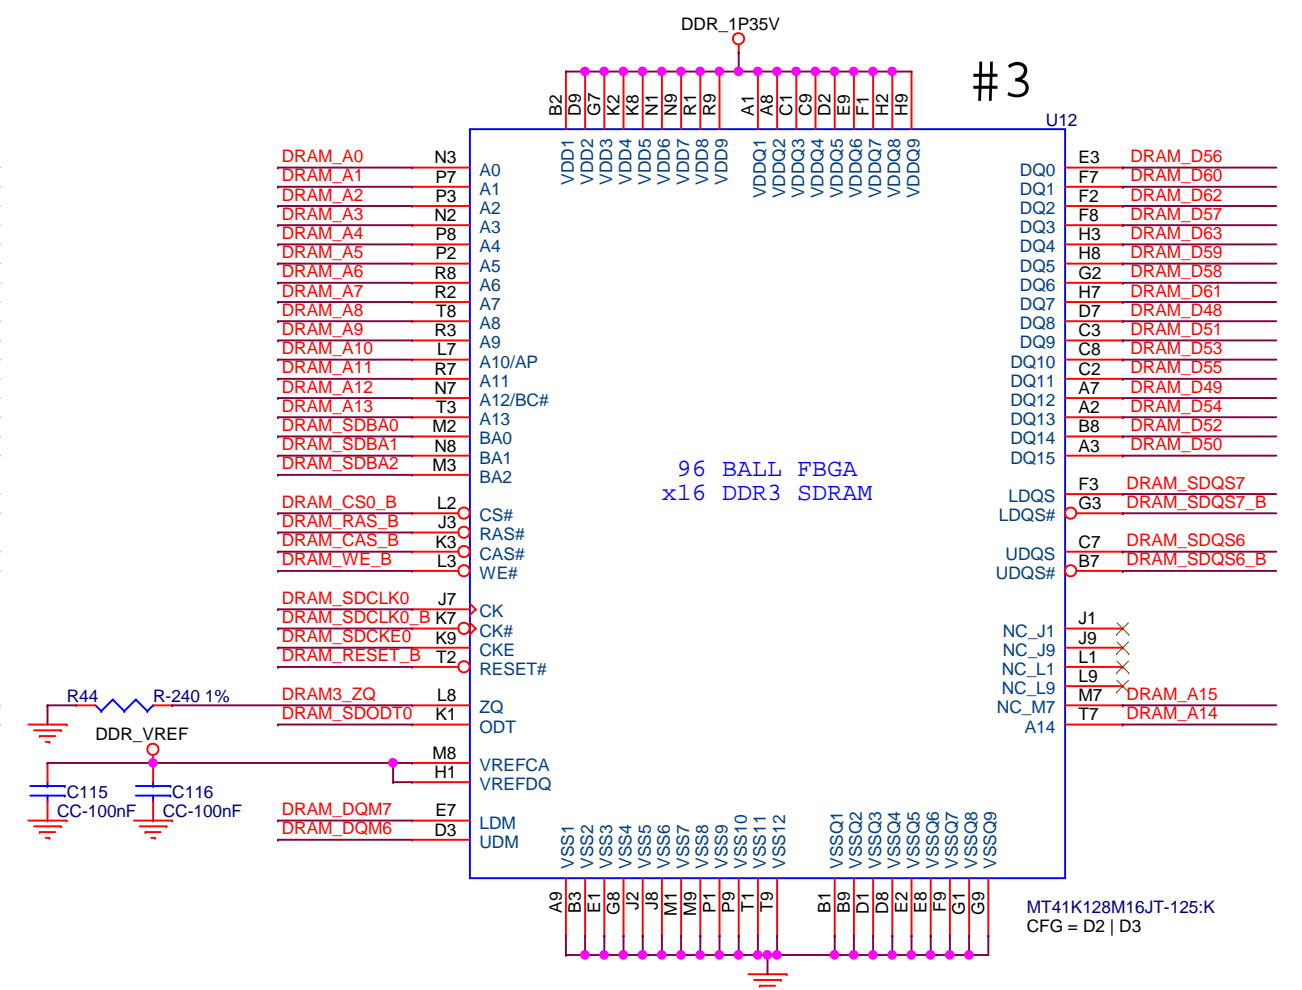 DDR_1P35V
#3
B2 D9 G7 K2 K8 N1 N9 R1 R9 A1 A8 C1 C9 D2 E9 F1 H2 H9
U12
VDD1 VDD2 VDD3 VDD4 VDD5 VDD6 VDD7 VDD8 VDD9 VDDQ1 VDDQ2 VDDQ3 VDDQ4 VDDQ5 VDDQ6 VDDQ7 VDDQ8 VDDQ9
DRAM_A0 N3 A0
DRAM_A1 P7 A1
DRAM_A2 P3 A2
DRAM_A3 N2 A3
DRAM_A4 P8 A4
DRAM_A5 P2 A5
DRAM_A6 R8 A6
DRAM_A7 R2 A7
DRAM_A8 T8 A8
DRAM_A9 R3 A9
DRAM_A10 L7 A10/AP
DRAM_A11 R7 A11
DRAM_A12 N7 A12/BC#
DRAM_A13 T3 A13
DRAM_SDBA0 M2 BA0
DRAM_SDBA1 N8 BA1
DRAM_SDBA2 M3 BA2
DRAM_CS0_B L2 CS#
DRAM_RAS_B J3 RAS#
DRAM_CAS_B K3 CAS#
DRAM_WE_B L3 WE#
DRAM_SDCLK0 J7 CK
DRAM_SDCLK0_B K7 CK#
DRAM_SDCKE0 K9 CKE
DRAM_RESET_B T2 RESET#
R44 R-240 1% DRAM3_ZQ L8 ZQ
DRAM_SDODT0 K1 ODT
DDR_VREF
M8 VREFCA
H1 VREFDQ
C115 CC-100nF
C116 CC-100nF
DRAM_DQM7 E7 LDM
DRAM_DQM6 D3 UDM
96 BALL FBGA
x16 DDR3 SDRAM
DQ0 E3 DRAM_D56
DQ1 F7 DRAM_D60
DQ2 F2 DRAM_D62
DQ3 F8 DRAM_D57
DQ4 H3 DRAM_D63
DQ5 H8 DRAM_D59
DQ6 G2 DRAM_D58
DQ7 H7 DRAM_D61
DQ8 D7 DRAM_D48
DQ9 C3 DRAM_D51
DQ10 C8 DRAM_D53
DQ11 C2 DRAM_D55
DQ12 A7 DRAM_D49
DQ13 A2 DRAM_D54
DQ14 B8 DRAM_D52
DQ15 A3 DRAM_D50
LDQS F3 DRAM_SDQS7
LDQS# G3 DRAM_SDQS7_B
UDQS C7 DRAM_SDQS6
UDQS# B7 DRAM_SDQS6_B
NC_J1 J1
NC_J9 J9
NC_L1 L1
NC_L9 L9
NC_M7 M7 DRAM_A15
A14 T7 DRAM_A14
VSS1 VSS2 VSS3 VSS4 VSS5 VSS6 VSS7 VSS8 VSS9 VSS10 VSS11 VSS12 VSSQ1 VSSQ2 VSSQ3 VSSQ4 VSSQ5 VSSQ6 VSSQ7 VSSQ8 VSSQ9
A9 B3 E1 G8 J2 J8 M1 M9 P1 P9 T1 T9 B1 B9 D1 D8 E2 E8 F9 G1 G9
MT41K128M16JT-125:K
CFG = D2 | D3